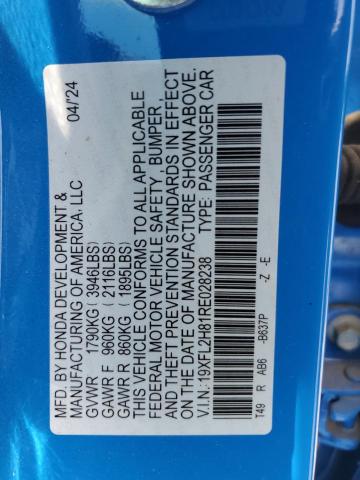 MFD. BY HONDA DEVELOPMENT & 04/'24
MANUFACTURING OF AMERICA, LLC
GVWR 1790KG (3946LBS)
GAWR F 960KG (2116LBS)
GAWR R 860KG (1895LBS)
THIS VEHICLE CONFORMS TO ALL APPLICABLE
FEDERAL MOTOR VEHICLE SAFETY, BUMPER,
AND THEFT PREVENTION STANDARDS IN EFFECT
ON THE DATE OF MANUFACTURE SHOWN ABOVE.
V.I.N.: 19XFL2H81RE028238 TYPE: PASSENGER CAR
T49 R AB6 -B637P -Z -E